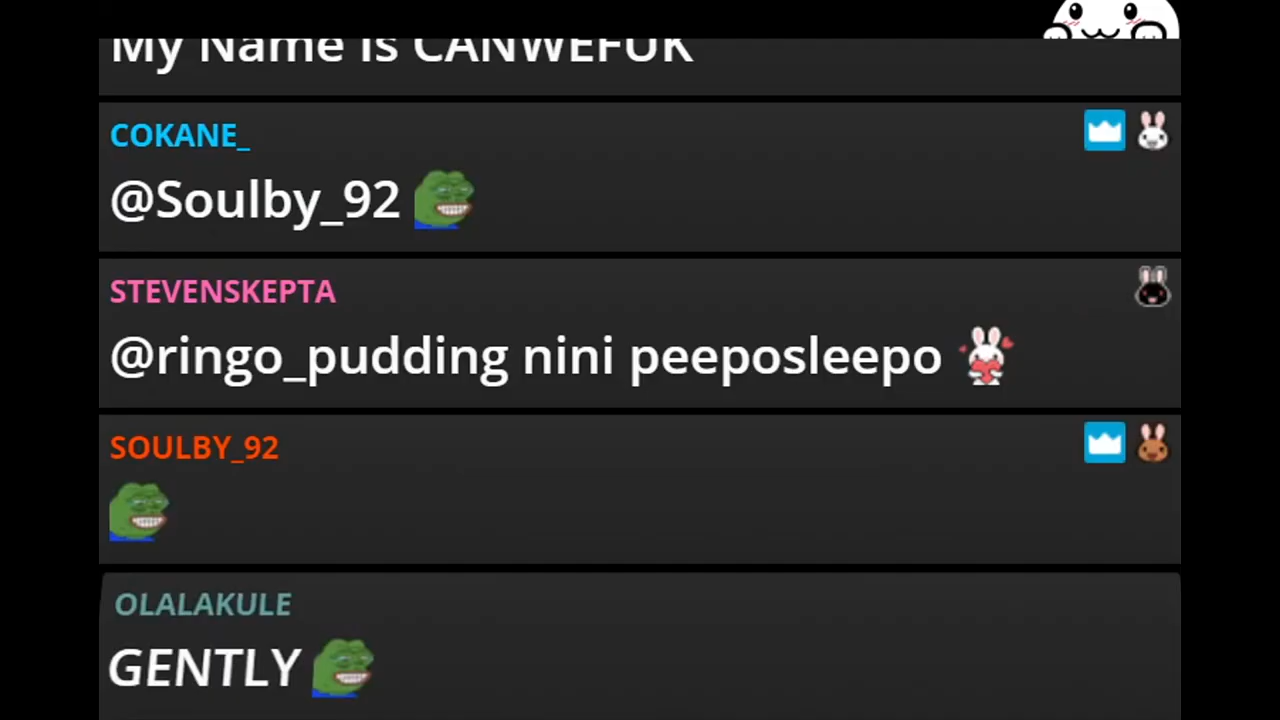 My Name is CANWEFUK
COKANE_
@Soulby_92
STEVENSKEPTA
@ringo_pudding nini peeposleepo
SOULBY_92
OLALAKULE
GENTLY